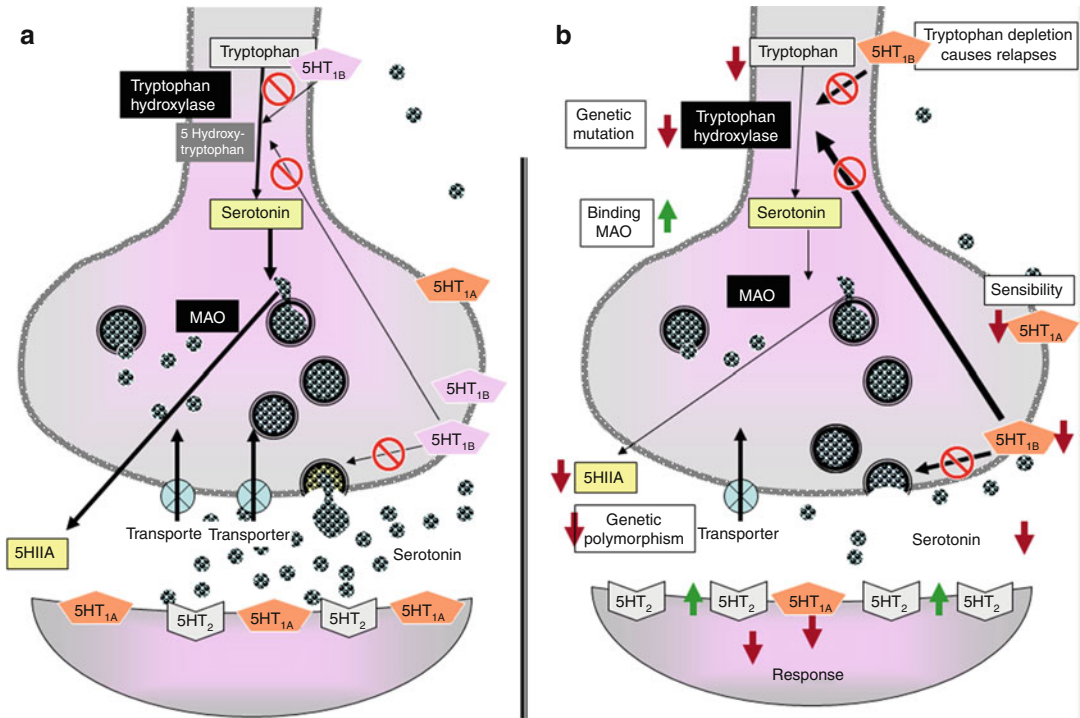 a
Tryptophan
5HT1B
Tryptophan
hydroxylase
5 Hydroxy-
tryptophan
Serotonin
5HT1A
MAO
5HT1B
5HT1B
Transporte
Transporter
Serotonin
5HIIA
5HT1A
5HT2
5HT1A
5HT2
5HT1A
b
Tryptophan
5HT1B
Tryptophan depletion
causes relapses
Genetic
mutation
Tryptophan
hydroxylase
Binding
MAO
Serotonin
MAO
Sensibility
5HT1A
5HT1B
5HIIA
Genetic
polymorphism
Transporter
Serotonin
5HT2
5HT2
5HT1A
5HT2
5HT2
Response